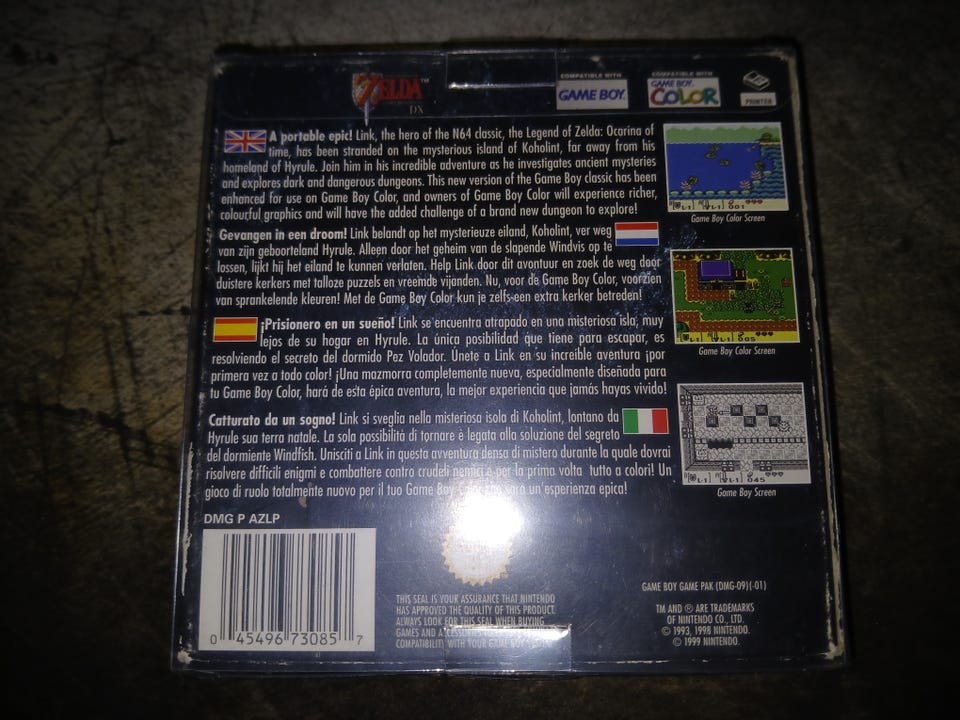 ZELDA™
DX
COMPATIBLE WITH
GAME BOY.
COMPATIBLE WITH
GAME BOY.
COLOR
PRINTER
A portable epic! Link, the hero of the N64 classic, the Legend of Zelda: Ocarina of
time, has been stranded on the mysterious island of Koholint, far away from his
homeland of Hyrule. Join him in his incredible adventure as he investigates ancient mysteries
and explores dark and dangerous dungeons. This new version of the Game Boy classic has been
enhanced for use on Game Boy Color, and owners of Game Boy Color will experience richer,
colourful graphics and will have the added challenge of a brand new dungeon to explore!
Game Boy Color Screen
Gevangen in een droom! Link belandt op het mysterieuze eiland, Koholint, ver weg
van zijn geboorteland Hyrule. Alleen door het geheim van de slapende Windvis op te
lossen, lijkt hij het eiland te kunnen verlaten. Help Link door dit avontuur en zoek de weg door
duistere kerkers met talloze puzzels en vreemde vijanden. Nu, voor de Game Boy Color, voorzien
van sprankelende kleuren! Met de Game Boy Color kun je zelfs een extra kerker betreden!
Game Boy Color Screen
¡Prisionero en un sueño! Link se encuentra atrapado en una misteriosa isla, muy
lejos de su hogar en Hyrule. La única posibilidad que tiene para escapar, es
resolviendo el secreto del dormido Pez Volador. Únete a Link en su increíble aventura ¡por
primera vez a todo color! ¡Una mazmorra completamente nueva, especialmente diseñada para
tu Game Boy Color, hará de esta épica aventura, la mejor experiencia que jamás hayas vivido!
Catturato da un sogno! Link si sveglia nella misteriosa isola di Koholint, lontano da
Hyrule sua terra natale. La sola possibilità di tornare è legata alla soluzione del segreto
del dormiente Windfish. Unisciti a Link in questa avventura densa di mistero durante la quale dovrai
risolvere difficili enigmi e combattere contro crudeli nemici e per la prima volta tutto a colori! Un
gioco di ruolo totalmente nuovo per il tuo Game Boy Color che sarà un'esperienza epica!
Game Boy Screen
DMG P AZLP
0 45496 73085 7
THIS SEAL IS YOUR ASSURANCE THAT NINTENDO
HAS APPROVED THE QUALITY OF THIS PRODUCT.
ALWAYS LOOK FOR THIS SEAL WHEN BUYING
GAMES AND ACCESSORIES
COMPATIBILITY WITH YOUR GAME BOY
GAME BOY GAME PAK (DMG-09)(-01)
TM AND ® ARE TRADEMARKS
OF NINTENDO CO., LTD.
© 1993, 1998 NINTENDO.
© 1999 NINTENDO.